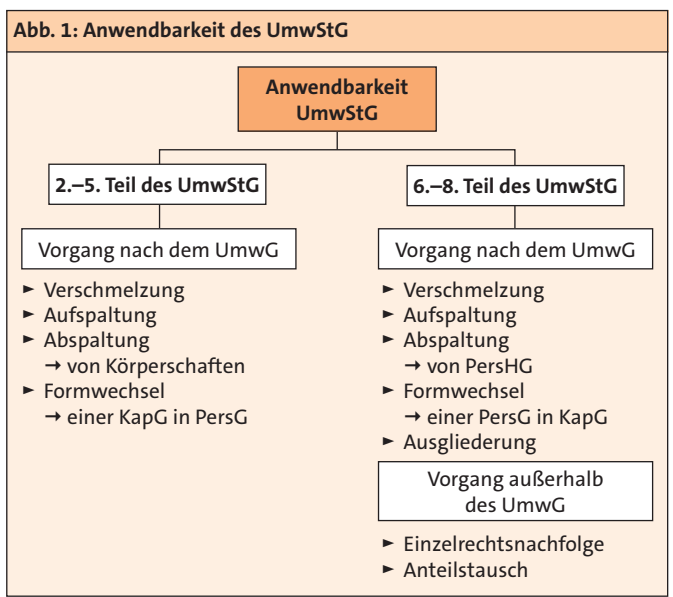 Abb. 1: Anwendbarkeit des UmwStG
Anwendbarkeit
UmwStG
2.–5. Teil des UmwStG
Vorgang nach dem UmwG
► Verschmelzung
► Aufspaltung
► Abspaltung
→ von Körperschaften
► Formwechsel
→ einer KapG in PersG
6.–8. Teil des UmwStG
Vorgang nach dem UmwG
► Verschmelzung
► Aufspaltung
► Abspaltung
→ von PersHG
► Formwechsel
→ einer PersG in KapG
► Ausgliederung
Vorgang außerhalb
des UmwG
► Einzelrechtsnachfolge
► Anteilstausch